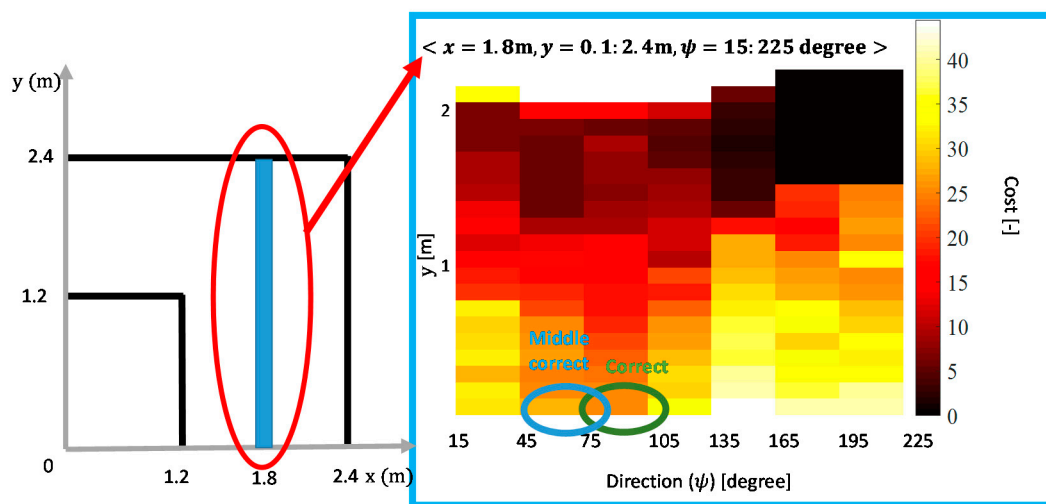 y (m)
2.4
1.2
0
1.2
1.8
2.4
x (m)
< x = 1.8m, y = 0.1: 2.4m, ψ = 15: 225 degree >
2
1
y [m]
Middle
correct
Correct
15
45
75
105
135
165
195
225
Direction (ψ) [degree]
40
35
30
25
20
15
10
5
0
Cost [-]